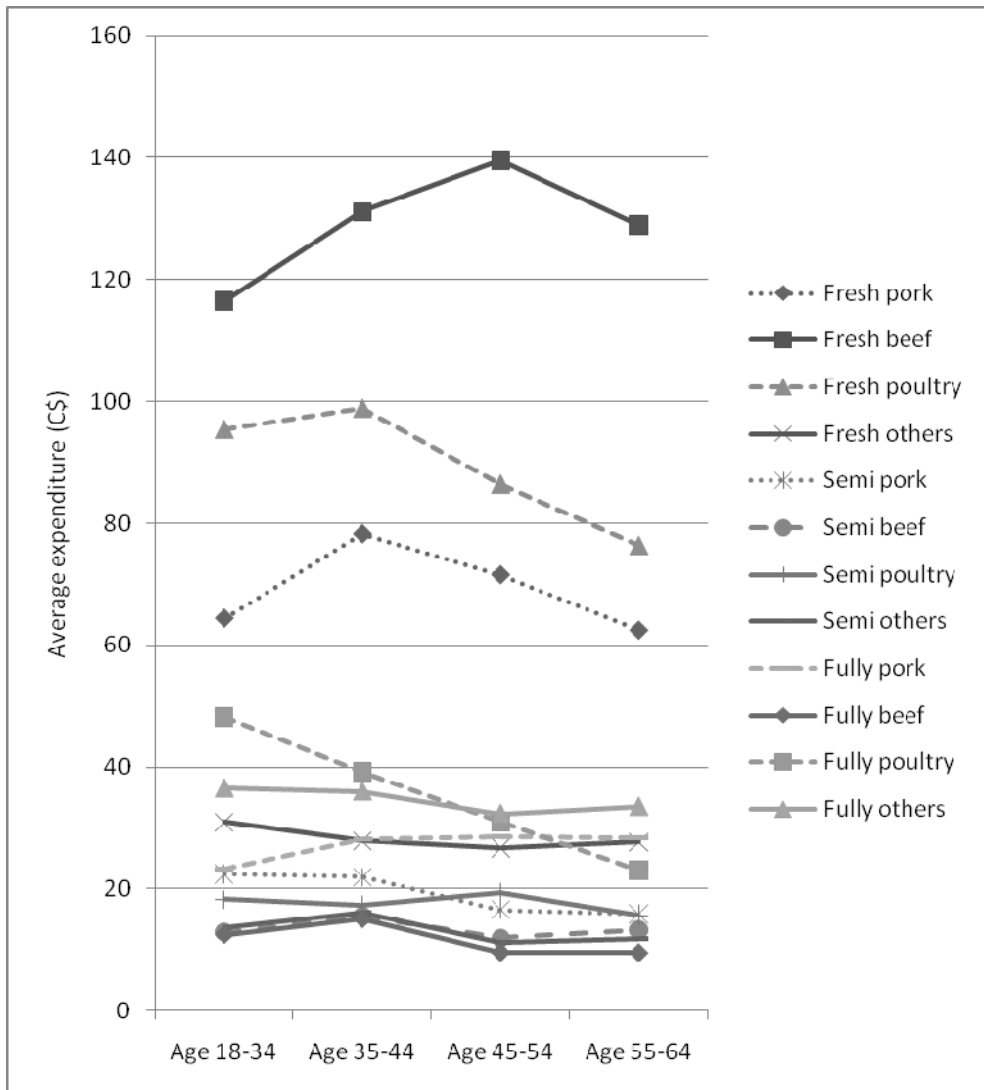 160
140
120
100
80
60
40
20
0
Average expenditure (C$)
Age 18-34 Age 35-44 Age 45-54 Age 55-64
Fresh pork
Fresh beef
Fresh poultry
Fresh others
Semi pork
Semi beef
Semi poultry
Semi others
Fully pork
Fully beef
Fully poultry
Fully others